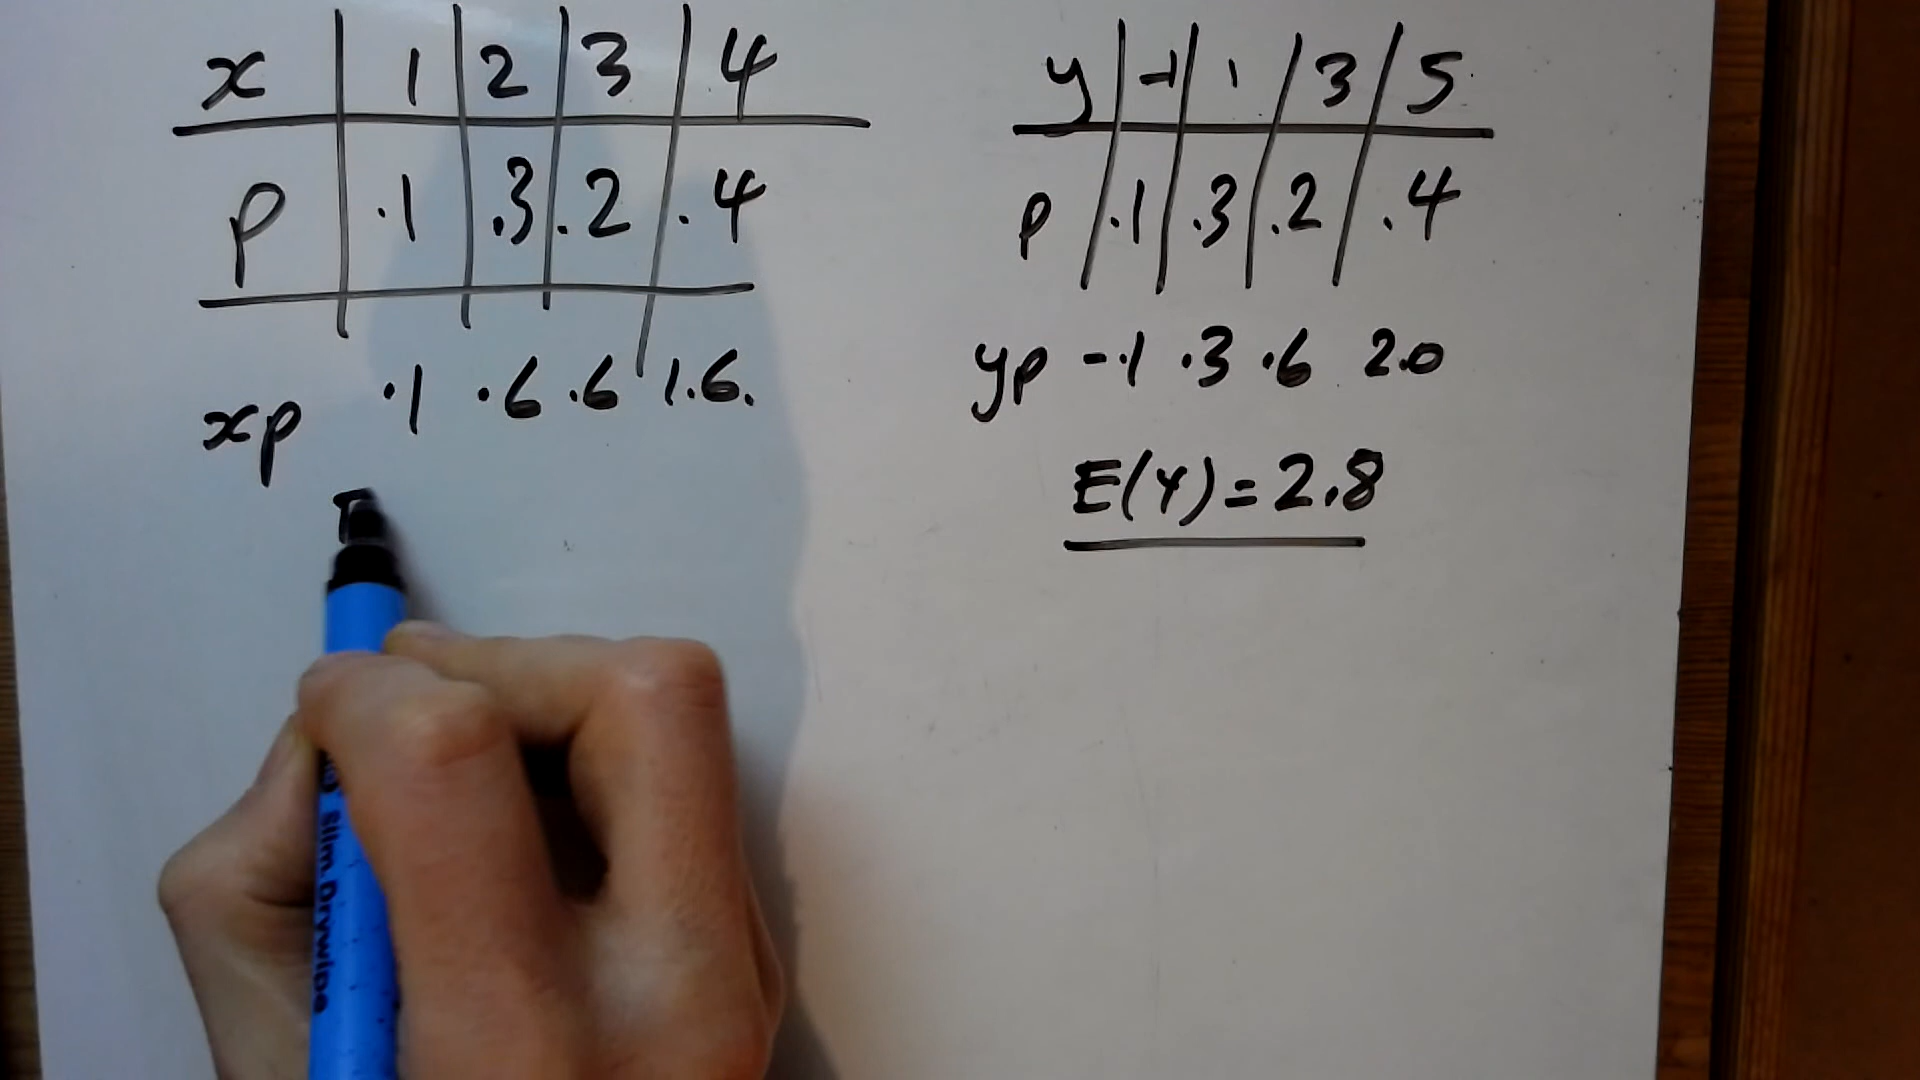 x 1 2 3 4
p .1 .3 .2 .4
xp .1 .6 .6 1.6.
y -1 1 3 5
p .1 .3 .2 .4
yp -.1 .3 .6 2.0
E(Y)=2.8
Slim Drywipe